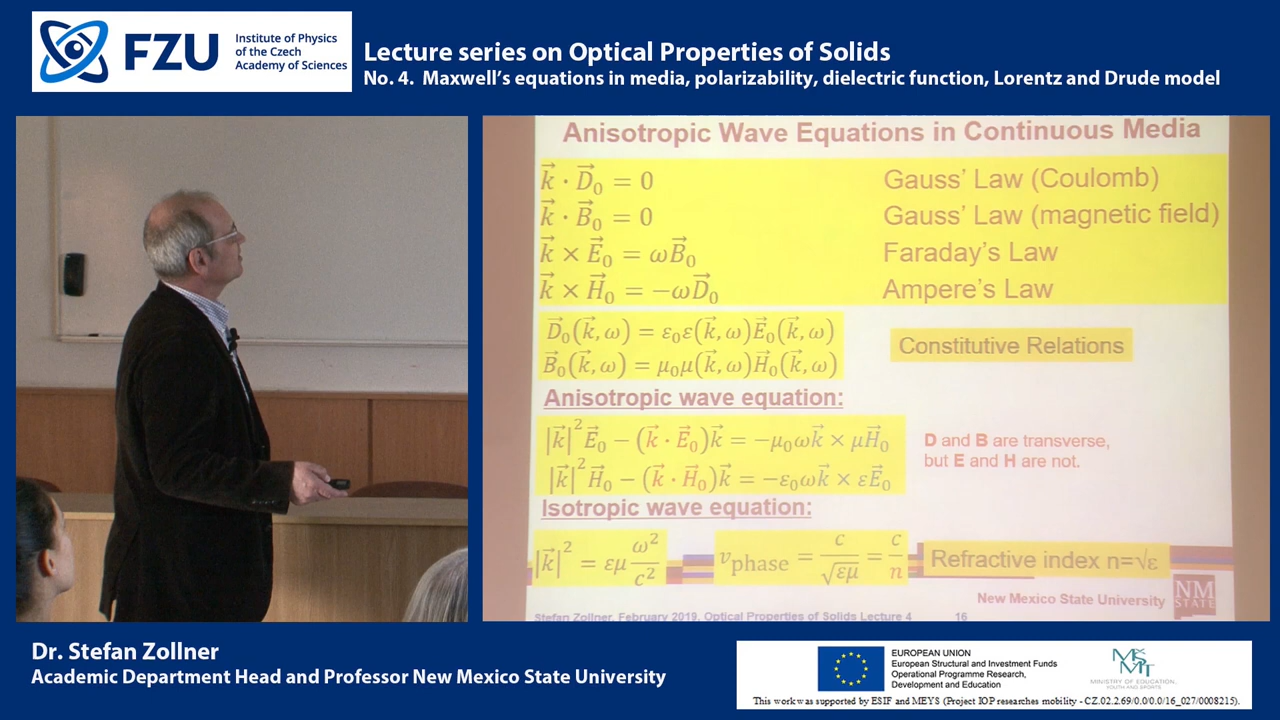 FZU
Institute of Physics
of the Czech
Academy of Sciences
Lecture series on Optical Properties of Solids
No. 4. Maxwell's equations in media, polarizability, dielectric function, Lorentz and Drude model
Anisotropic Wave Equations in Continuous Media
k⃗ · D⃗₀ = 0 Gauss' Law (Coulomb)
k⃗ · B⃗₀ = 0 Gauss' Law (magnetic field)
k⃗ × E⃗₀ = ωB⃗₀ Faraday's Law
k⃗ × H⃗₀ = −ωD⃗₀ Ampere's Law
D⃗₀(k⃗, ω) = ε₀ε(k⃗, ω)E⃗₀(k⃗, ω)
B⃗₀(k⃗, ω) = μ₀μ(k⃗, ω)H⃗₀(k⃗, ω)
Constitutive Relations
Anisotropic wave equation:
|k⃗|²E⃗₀ − (k⃗ · E⃗₀)k⃗ = −μ₀ωk⃗ × μH⃗₀
|k⃗|²H⃗₀ − (k⃗ · H⃗₀)k⃗ = −ε₀ωk⃗ × εE⃗₀
D and B are transverse,
but E and H are not.
Isotropic wave equation:
|k⃗|² = εμ ω²/c² v_phase = c/√εμ = c/n Refractive index n=√ε
New Mexico State University
NM
STATE
Stefan Zollner, February 2019, Optical Properties of Solids Lecture 4 16
Dr. Stefan Zollner
Academic Department Head and Professor New Mexico State University
EUROPEAN UNION
European Structural and Investment Funds
Operational Programme Research,
Development and Education
MŠMT
MINISTRY OF EDUCATION,
YOUTH AND SPORTS
This work was supported by ESIF and MEYS (Project IOP researches mobility - CZ.02.2.69/0.0/0.0/16_027/0008215).